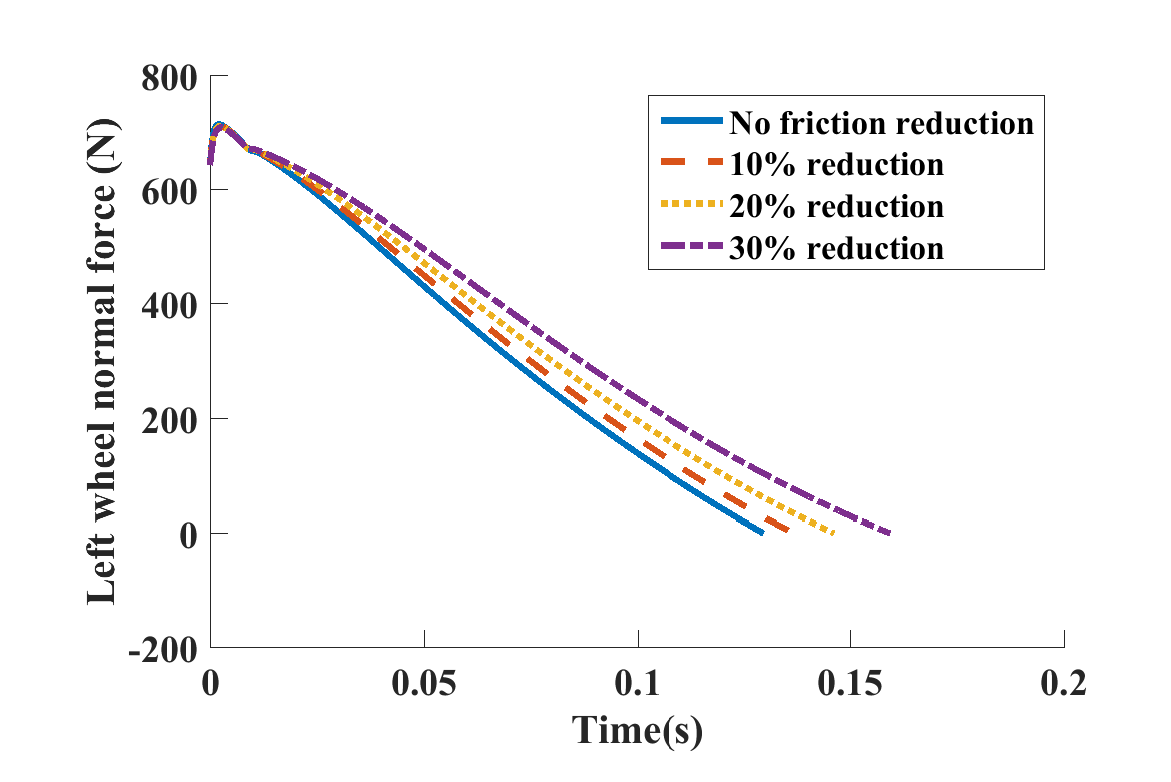 800
600
400
200
0
-200
0
0.05
0.1
0.15
0.2
Time(s)
Left wheel normal force (N)
No friction reduction
10% reduction
20% reduction
30% reduction